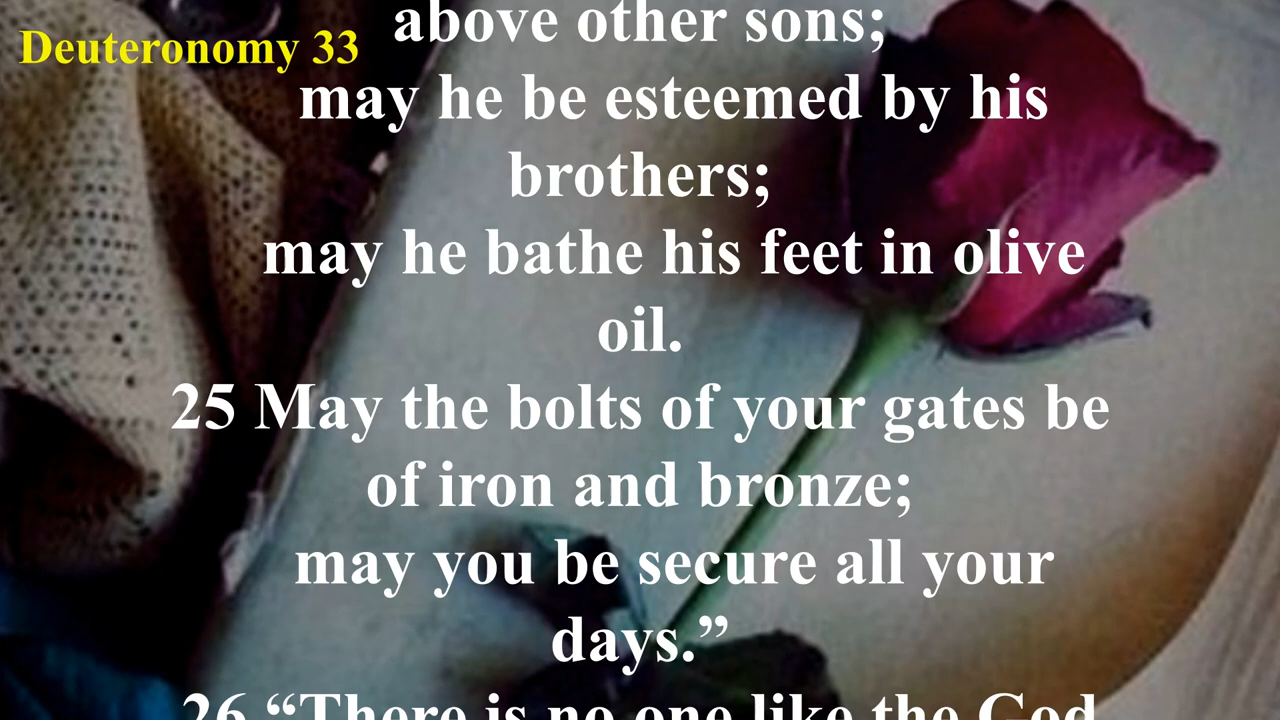 Deuteronomy 33
above other sons;
may he be esteemed by his
brothers;
may he bathe his feet in olive
oil.
25 May the bolts of your gates be
of iron and bronze;
may you be secure all your
days.”
26 “There is no one like the God